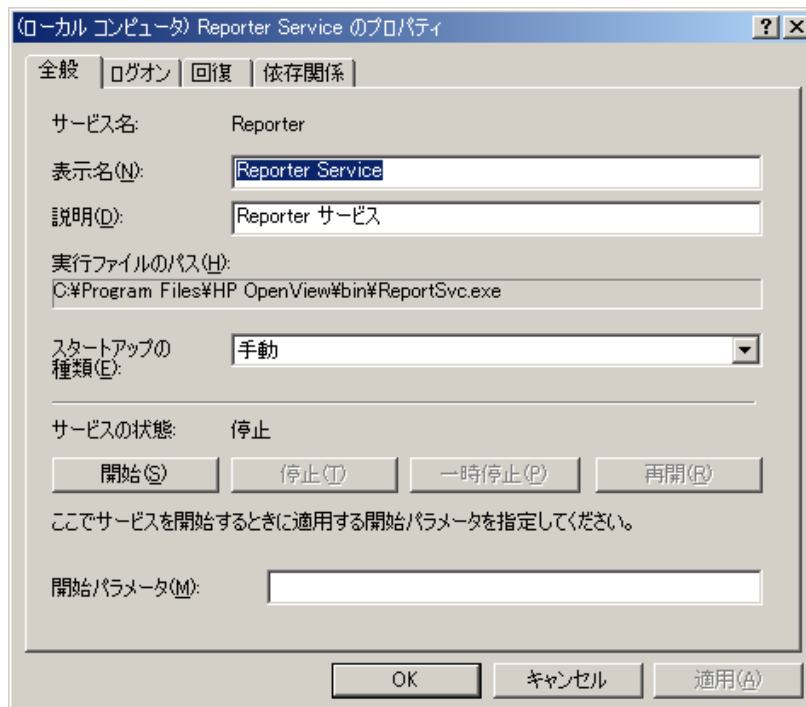 (ローカル コンピュータ) Reporter Service のプロパティ
全般 ログオン 回復 依存関係
サービス名: Reporter
表示名(N): Reporter Service
説明(D): Reporter サービス
実行ファイルのパス(H):
C:¥Program Files¥HP OpenView¥bin¥ReportSvc.exe
スタートアップの
種類(E): 手動
サービスの状態: 停止
開始(S) 停止(T) 一時停止(P) 再開(R)
ここでサービスを開始するときに適用する開始パラメータを指定してください。
開始パラメータ(M):
OK キャンセル 適用(A)